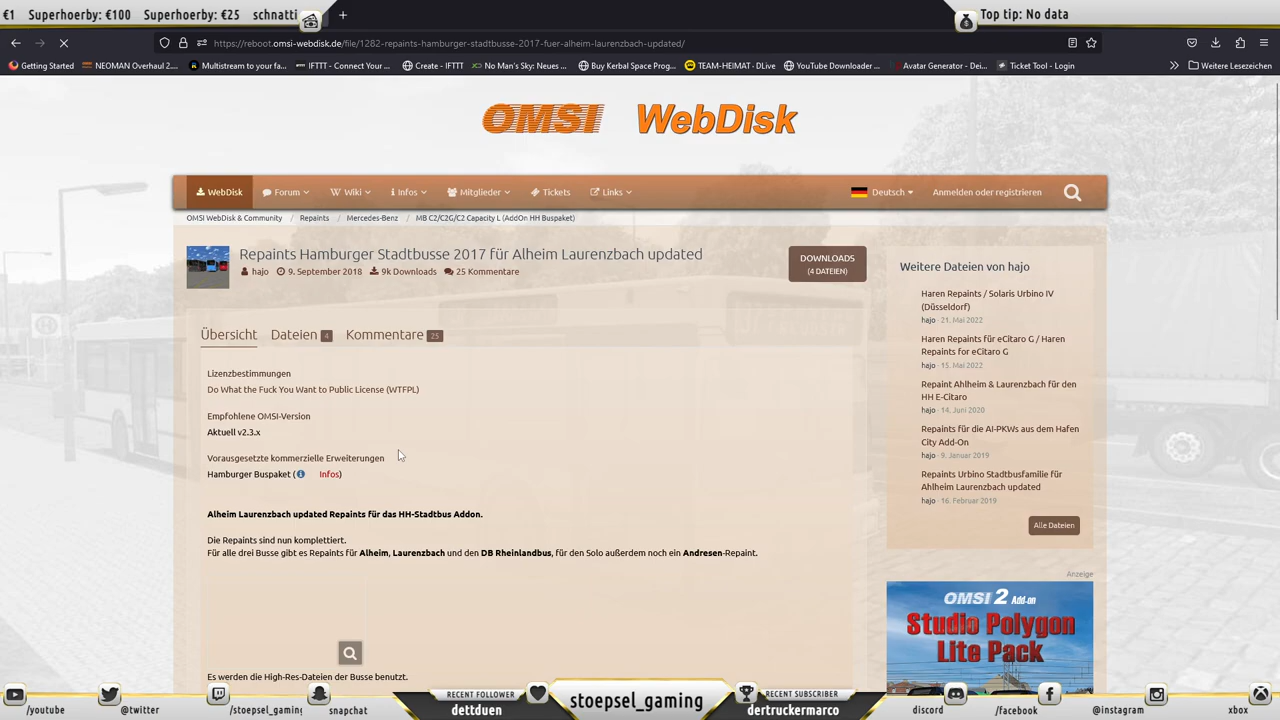 €1 Superhoerby: €100 Superhoerby: €25 schnatti
Top tip: No data
https://reboot.omsi-webdisk.de/file/1282-repaints-hamburger-stadtbusse-2017-fuer-alheim-laurenzbach-updated/
Getting Started NEOMAN Overhaul 2.... Multistream to your fa... IFTTT - Connect Your ... Create - IFTTT No Man's Sky: Neues ... Buy Kerbal Space Prog... TEAM-HEIMAT - DLive YouTube Downloader ... Avatar Generator - Dei... Ticket Tool - Login Weitere Lesezeichen
OMSI WebDisk
WebDisk Forum Wiki Infos Mitglieder Tickets Links Deutsch Anmelden oder registrieren
OMSI WebDisk & Community / Repaints / Mercedes-Benz / MB C2/C2G/C2 Capacity L (AddOn HH Buspaket)
Repaints Hamburger Stadtbusse 2017 für Alheim Laurenzbach updated
hajo 9. September 2018 9k Downloads 25 Kommentare
DOWNLOADS
(4 DATEIEN)
Übersicht Dateien 4 Kommentare 25
Lizenzbestimmungen
Do What the Fuck You Want to Public License (WTFPL)
Empfohlene OMSI-Version
Aktuell v2.3.x
Vorausgesetzte kommerzielle Erweiterungen
Hamburger Buspaket ( Infos)
Alheim Laurenzbach updated Repaints für das HH-Stadtbus Addon.
Die Repaints sind nun komplettiert.
Für alle drei Busse gibt es Repaints für Alheim, Laurenzbach und den DB Rheinlandbus, für den Solo außerdem noch ein Andresen-Repaint.
Es werden die High-Res-Dateien der Busse benutzt.
Weitere Dateien von hajo
Haren Repaints / Solaris Urbino IV
(Düsseldorf)
hajo · 21. Mai 2022
Haren Repaints für eCitaro G / Haren
Repaints for eCitaro G
hajo · 15. Mai 2022
Repaint Ahlheim & Laurenzbach für den
HH E-Citaro
hajo · 14. Juni 2020
Repaints für die AI-PKWs aus dem Hafen
City Add-On
hajo · 9. Januar 2019
Repaints Urbino Stadtbusfamilie für
Ahlheim Laurenzbach updated
hajo · 16. Februar 2019
Alle Dateien
Anzeige
OMSI 2 Add-on
Studio Polygon
Lite Pack
/youtube @twitter /stoepsel_gaming snapchat
RECENT FOLLOWER
dettduen
stoepsel_gaming
RECENT SUBSCRIBER
dertruckermarco
discord /facebook @instagram xbox